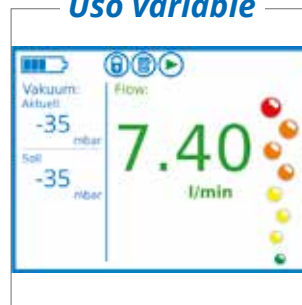 Uso variable
Vakuum:
Aktuell
-35
mbar
Soll
-35
mbar
Flow:
7.40
l/min